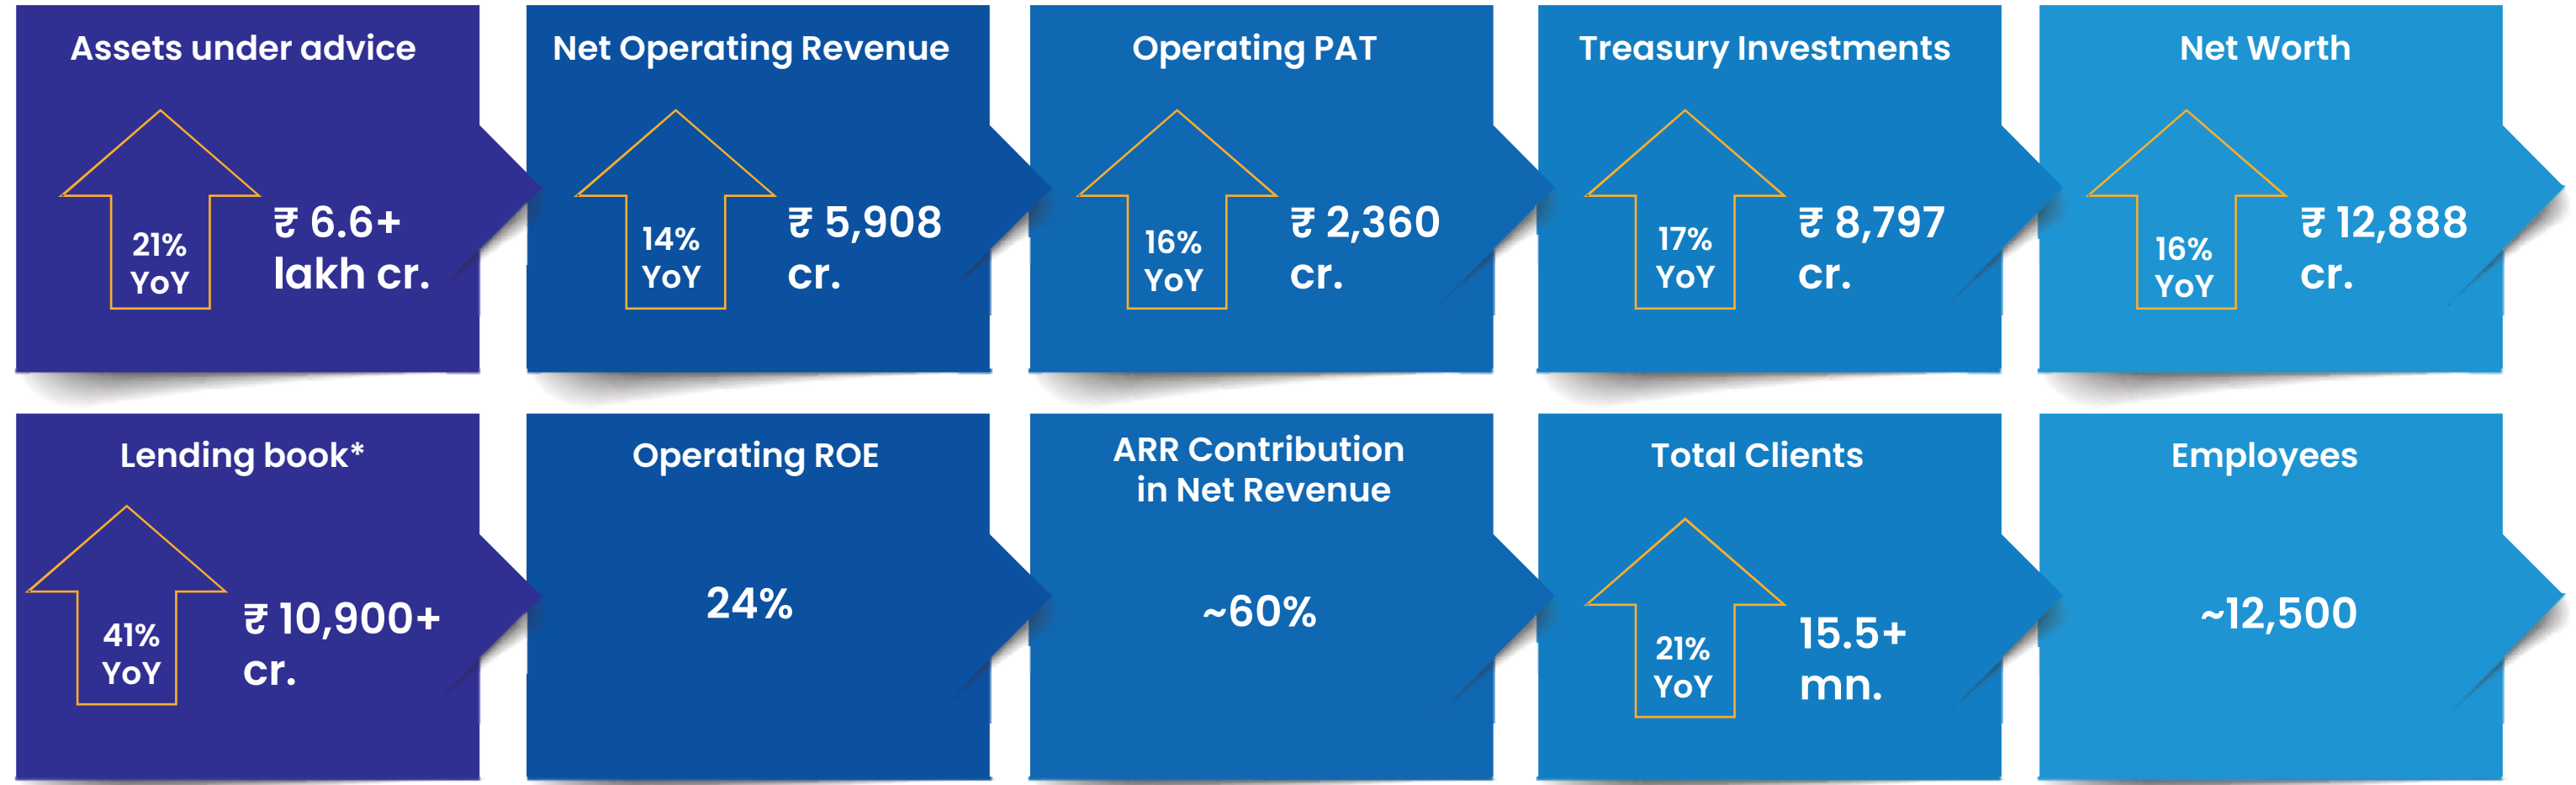 Assets under advice
21%
YoY
₹ 6.6+
lakh cr.
Net Operating Revenue
14%
YoY
₹ 5,908
cr.
Operating PAT
16%
YoY
₹ 2,360
cr.
Treasury Investments
17%
YoY
₹ 8,797
cr.
Net Worth
16%
YoY
₹ 12,888
cr.
Lending book*
41%
YoY
₹ 10,900+
cr.
Operating ROE
24%
ARR Contribution
in Net Revenue
~60%
Total Clients
21%
YoY
15.5+
mn.
Employees
~12,500